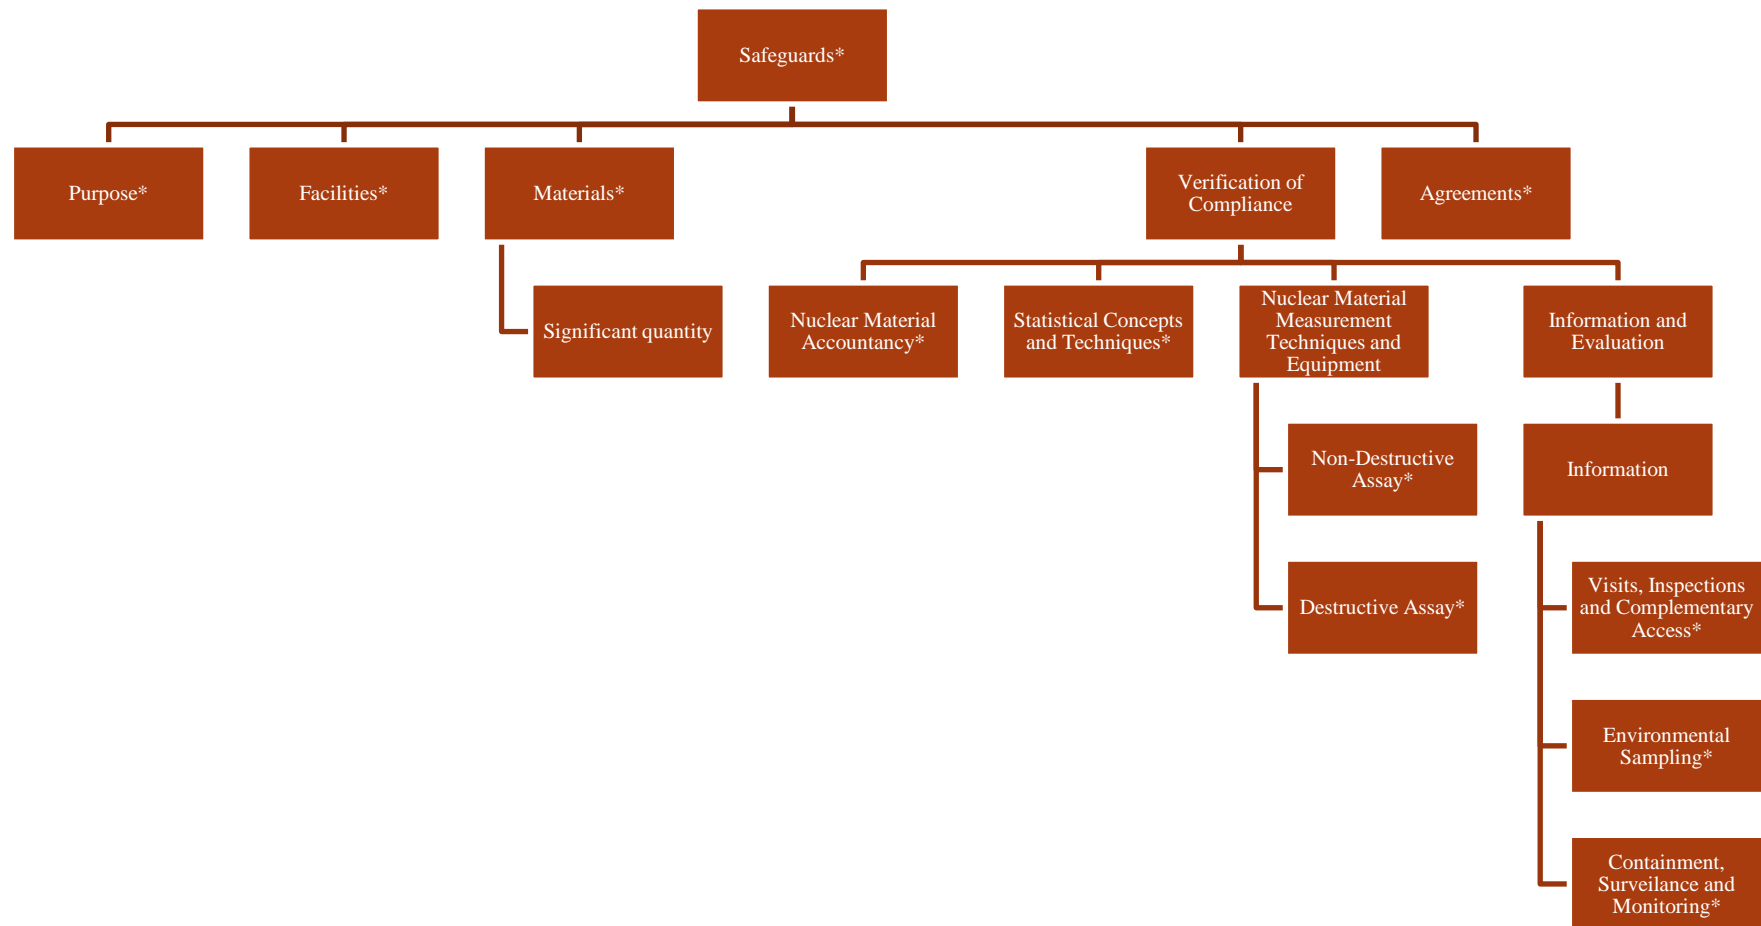 Safeguards*
Purpose*
Facilities*
Materials*
Verification of
Compliance
Agreements*
Significant quantity
Nuclear Material
Accountancy*
Statistical Concepts
and Techniques*
Nuclear Material
Measurement
Techniques and
Equipment
Information and
Evaluation
Non-Destructive
Assay*
Information
Destructive Assay*
Visits, Inspections
and Complementary
Access*
Environmental
Sampling*
Containment,
Surveilance and
Monitoring*